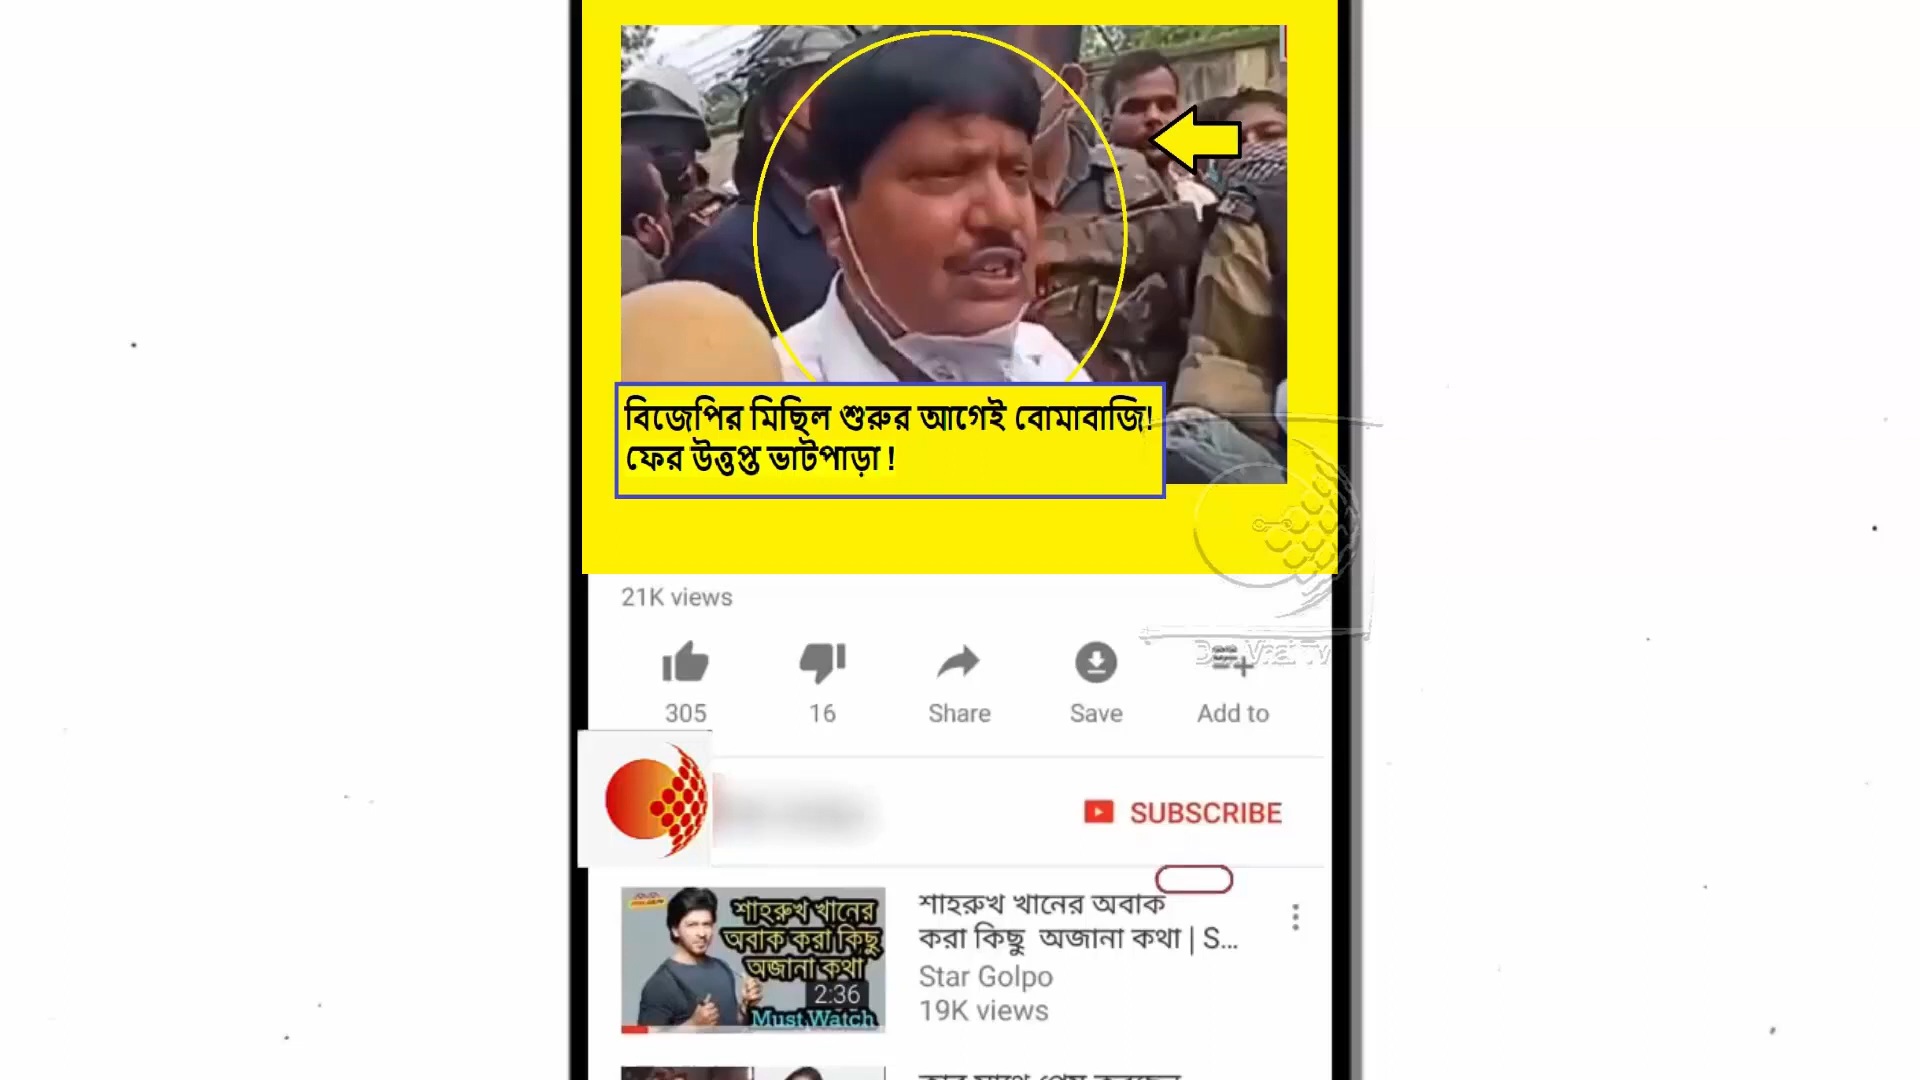 বিজেপির মিছিল শুরুর আগেই বোমাবাজি!
ফের উত্তপ্ত ভাটপাড়া !
21K views
305
16
Share
Save
Add to
SUBSCRIBE
শাহরুখ খানের
অবাক করা কিছু
অজানা কথা
2:36
Must Watch
শাহরুখ খানের অবাক
করা কিছু অজানা কথা | S...
Star Golpo
19K views